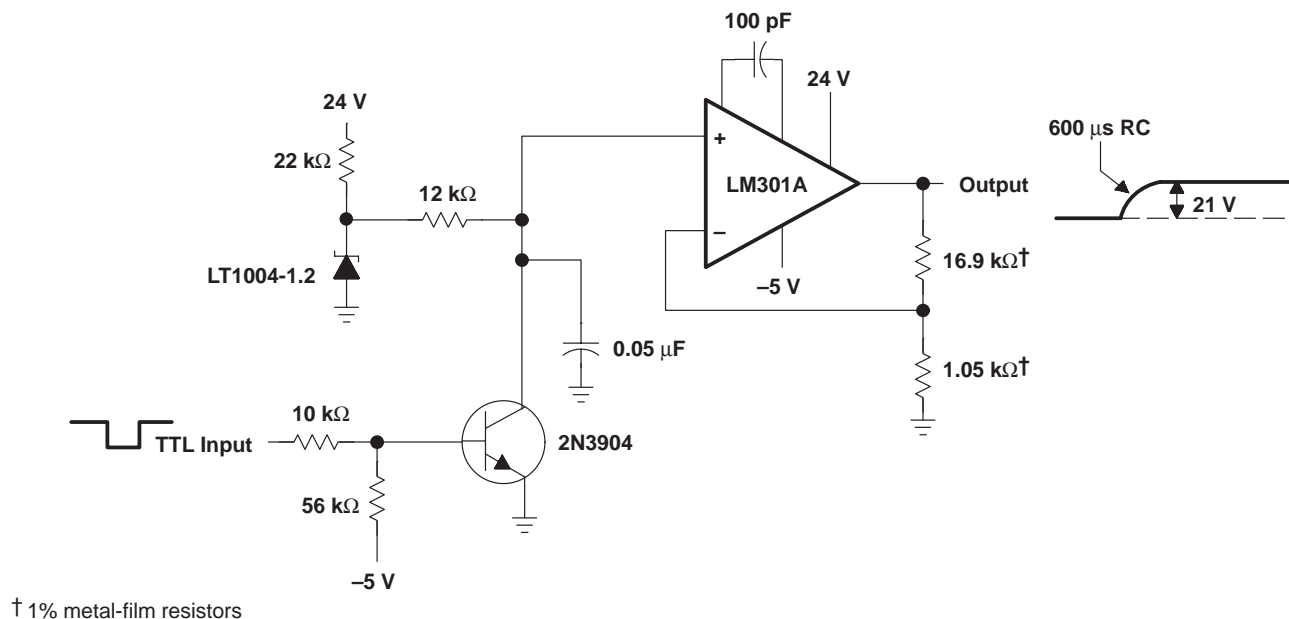 100 pF
24 V
24 V
600 μs RC
22 kΩ
+
12 kΩ
LM301A
Output
21 V
–
LT1004-1.2
–5 V
16.9 kΩ†
0.05 μF
1.05 kΩ†
10 kΩ
TTL Input
2N3904
56 kΩ
–5 V
† 1% metal-film resistors